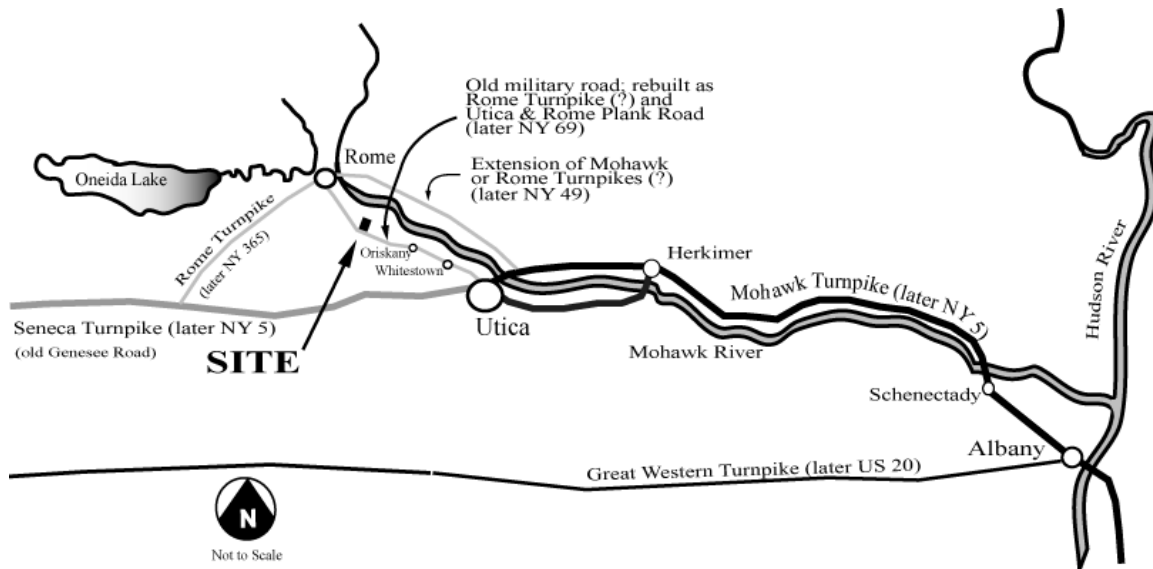 Old military road; rebuilt as
Rome Turnpike (?) and
Utica & Rome Plank Road
(later NY 69)
Rome
Extension of Mohawk
or Rome Turnpikes (?)
(later NY 49)
Oneida Lake
Rome Turnpike
(later NY 365)
Oriskany
Whitestown
Herkimer
Hudson River
Mohawk Turnpike (later NY 5)
Seneca Turnpike (later NY 5)
(old Genesee Road)
Utica
SITE
Mohawk River
Schenectady
Albany
Great Western Turnpike (later US 20)
N
Not to Scale